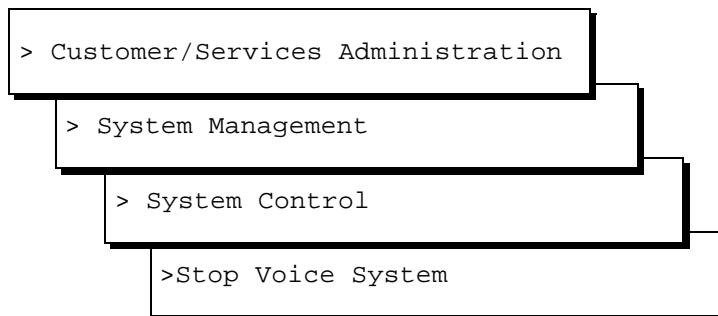 > Customer/Services Administration
> System Management
> System Control
>Stop Voice System